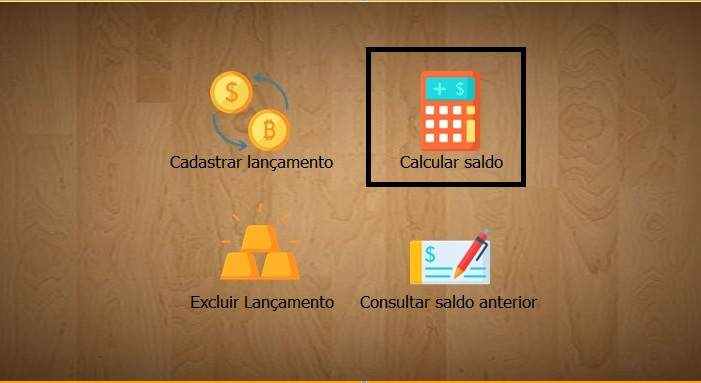 $
+ $
₿
Cadastrar lançamento
Calcular saldo
$
Excluir Lançamento
Consultar saldo anterior